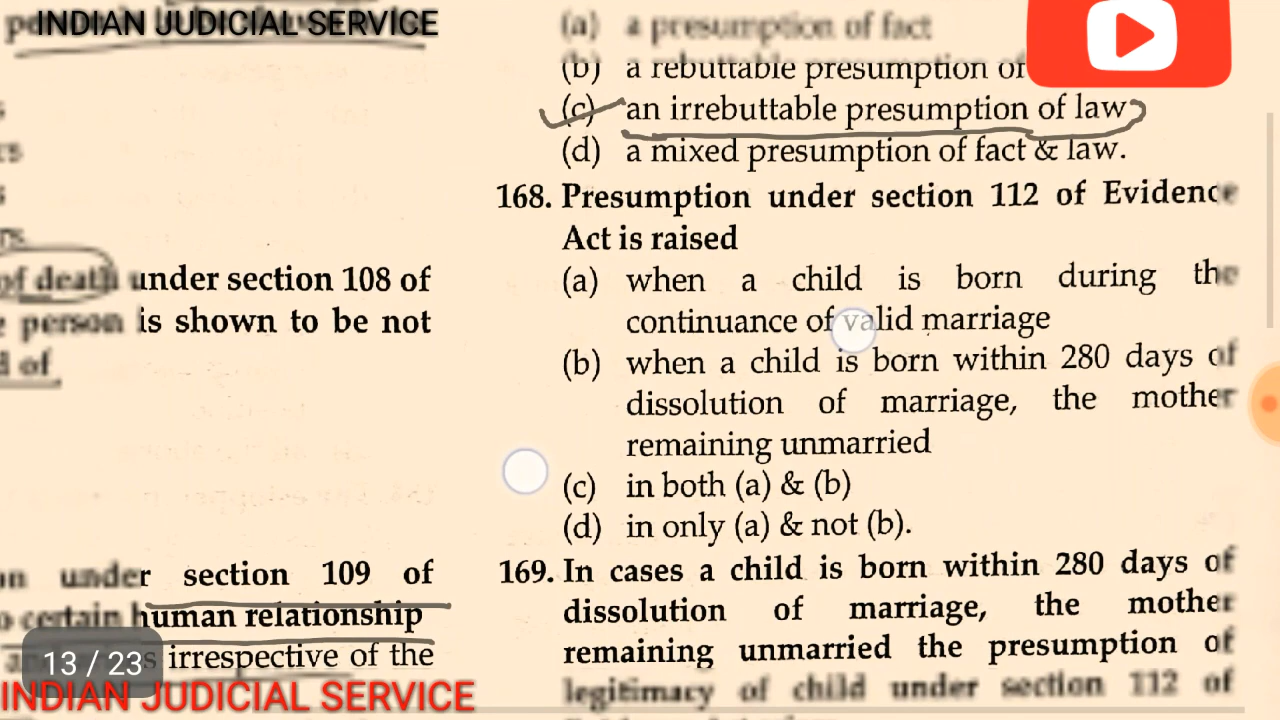 INDIAN JUDICIAL SERVICE
of death under section 108 of
person is shown to be not
of
under section 109 of
certain human relationship
irrespective of the
13 / 23
INDIAN JUDICIAL SERVICE
(a) a presumption of fact
(b) a rebuttable presumption of
(c) an irrebuttable presumption of law
(d) a mixed presumption of fact & law.
168. Presumption under section 112 of Evidence
Act is raised
(a) when a child is born during the
continuance of valid marriage
(b) when a child is born within 280 days of
dissolution of marriage, the mother
remaining unmarried
(c) in both (a) & (b)
(d) in only (a) & not (b).
169. In cases a child is born within 280 days of
dissolution of marriage, the mother
remaining unmarried the presumption of
legitimacy of child under section 112 of